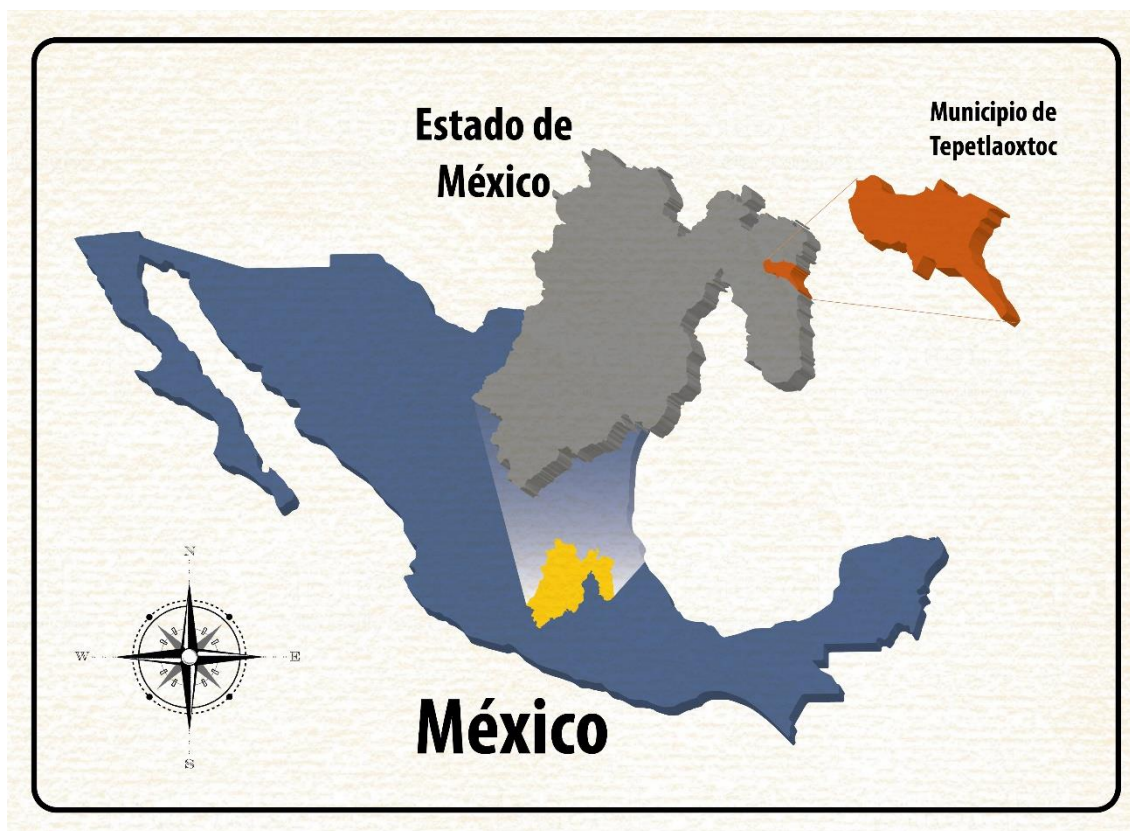 Estado de
México
Municipio de
Tepetlaoxtoc
N
W
E
S
México